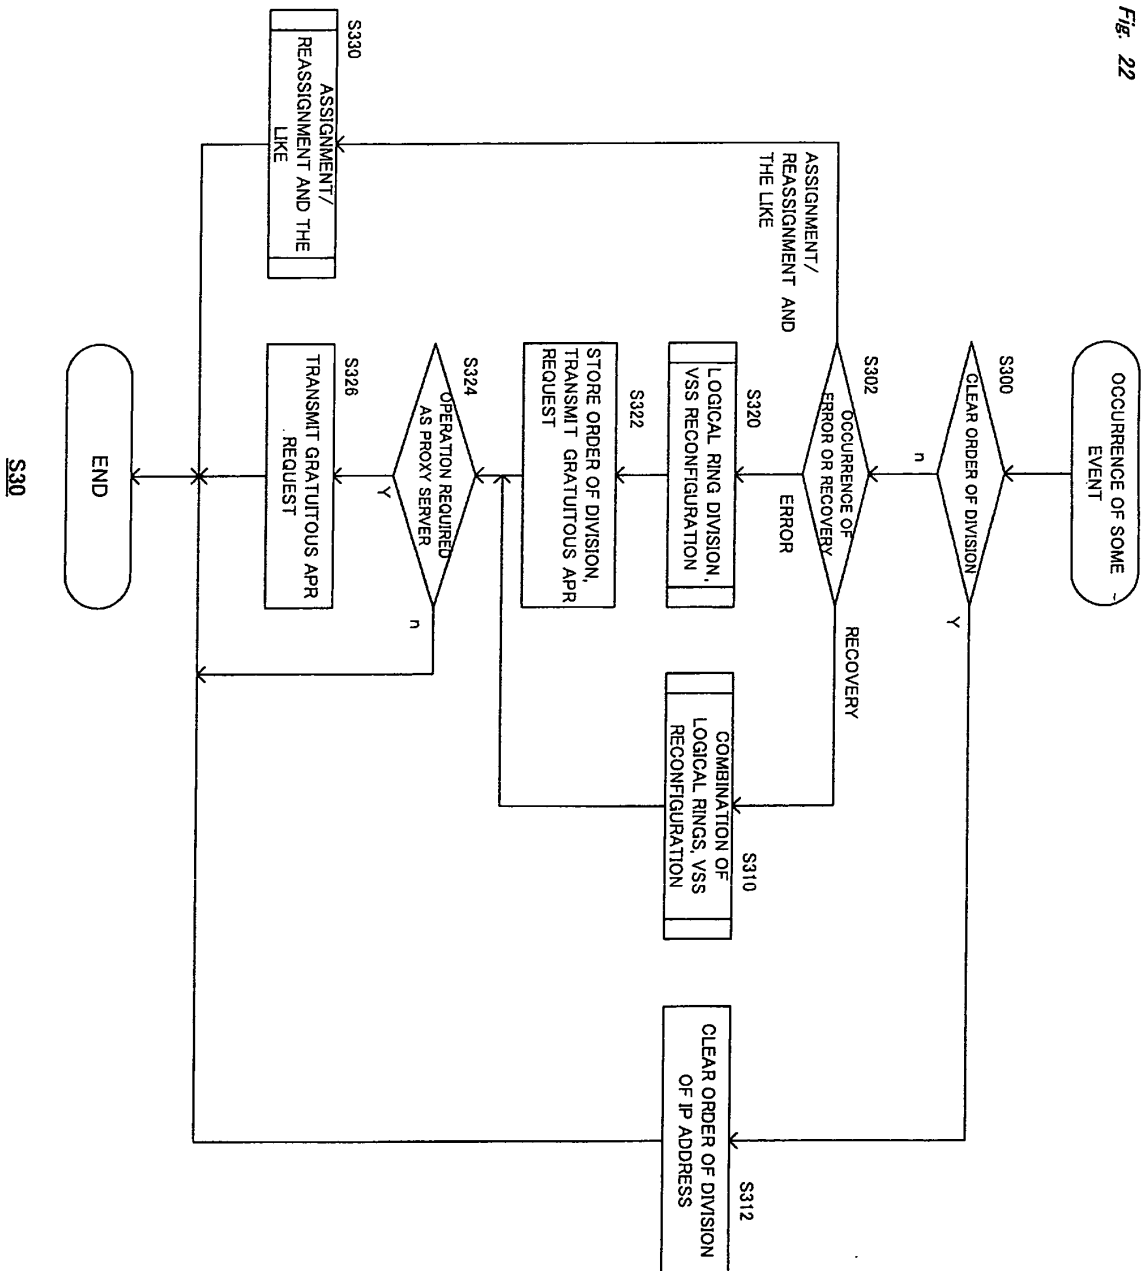 Fig. 22
OCCURRENCE OF SOME
EVENT
S300
CLEAR ORDER OF DIVISION
Y
n
S302
OCCURRENCE OF
ERROR OR RECOVERY
ASSIGNMENT/
REASSIGNMENT AND
THE LIKE
ERROR
RECOVERY
S320
LOGICAL RING DIVISION,
VSS RECONFIGURATION
S310
COMBINATION OF
LOGICAL RINGS, VSS
RECONFIGURATION
S312
CLEAR ORDER OF DIVISION
OF IP ADDRESS
S322
STORE ORDER OF DIVISION,
TRANSMIT GRATUITOUS APR
REQUEST
S324
OPERATION REQUIRED
AS PROXY SERVER
n
Y
S330
ASSIGNMENT/
REASSIGNMENT AND THE
LIKE
S326
TRANSMIT GRATUITOUS APR
REQUEST
END
S30